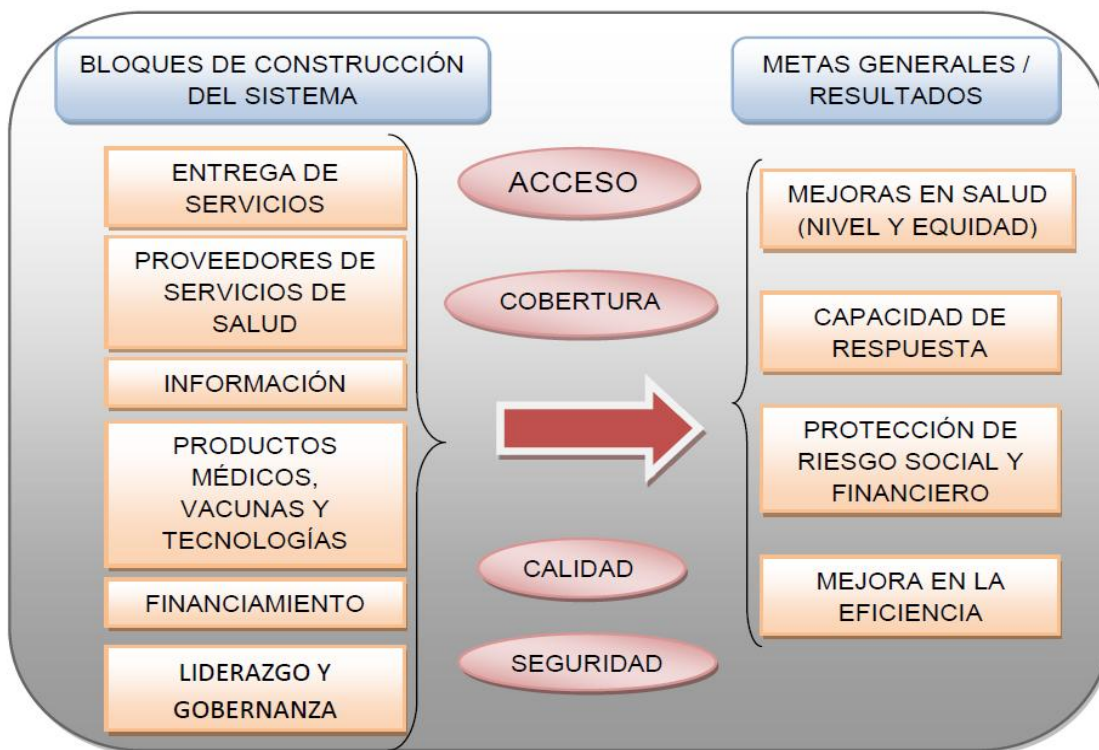 BLOQUES DE CONSTRUCCIÓN
DEL SISTEMA
ENTREGA DE
SERVICIOS
PROVEEDORES DE
SERVICIOS DE
SALUD
INFORMACIÓN
PRODUCTOS
MÉDICOS,
VACUNAS Y
TECNOLOGÍAS
FINANCIAMIENTO
LIDERAZGO Y
GOBERNANZA
ACCESO
COBERTURA
CALIDAD
SEGURIDAD
METAS GENERALES /
RESULTADOS
MEJORAS EN SALUD
(NIVEL Y EQUIDAD)
CAPACIDAD DE
RESPUESTA
PROTECCIÓN DE
RIESGO SOCIAL Y
FINANCIERO
MEJORA EN LA
EFICIENCIA